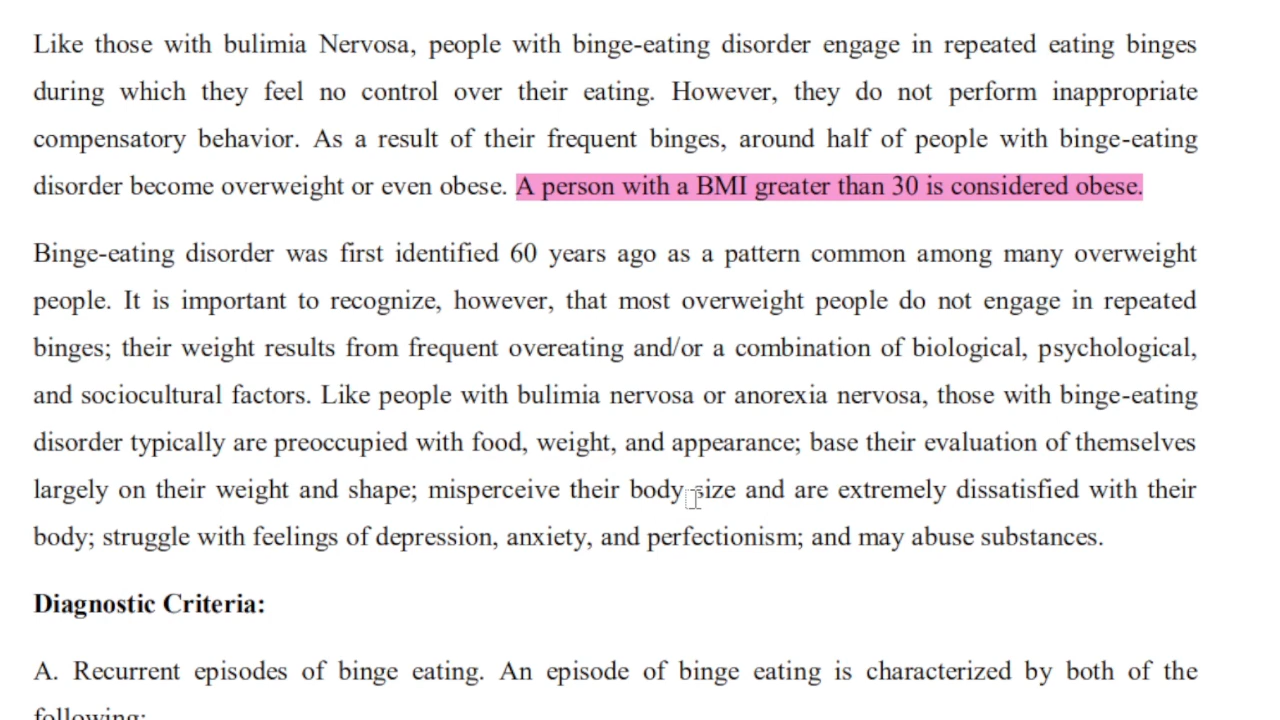 Like those with bulimia Nervosa, people with binge-eating disorder engage in repeated eating binges
during which they feel no control over their eating. However, they do not perform inappropriate
compensatory behavior. As a result of their frequent binges, around half of people with binge-eating
disorder become overweight or even obese. A person with a BMI greater than 30 is considered obese.
Binge-eating disorder was first identified 60 years ago as a pattern common among many overweight
people. It is important to recognize, however, that most overweight people do not engage in repeated
binges; their weight results from frequent overeating and/or a combination of biological, psychological,
and sociocultural factors. Like people with bulimia nervosa or anorexia nervosa, those with binge-eating
disorder typically are preoccupied with food, weight, and appearance; base their evaluation of themselves
largely on their weight and shape; misperceive their body size and are extremely dissatisfied with their
body; struggle with feelings of depression, anxiety, and perfectionism; and may abuse substances.
Diagnostic Criteria:
A. Recurrent episodes of binge eating. An episode of binge eating is characterized by both of the
following: